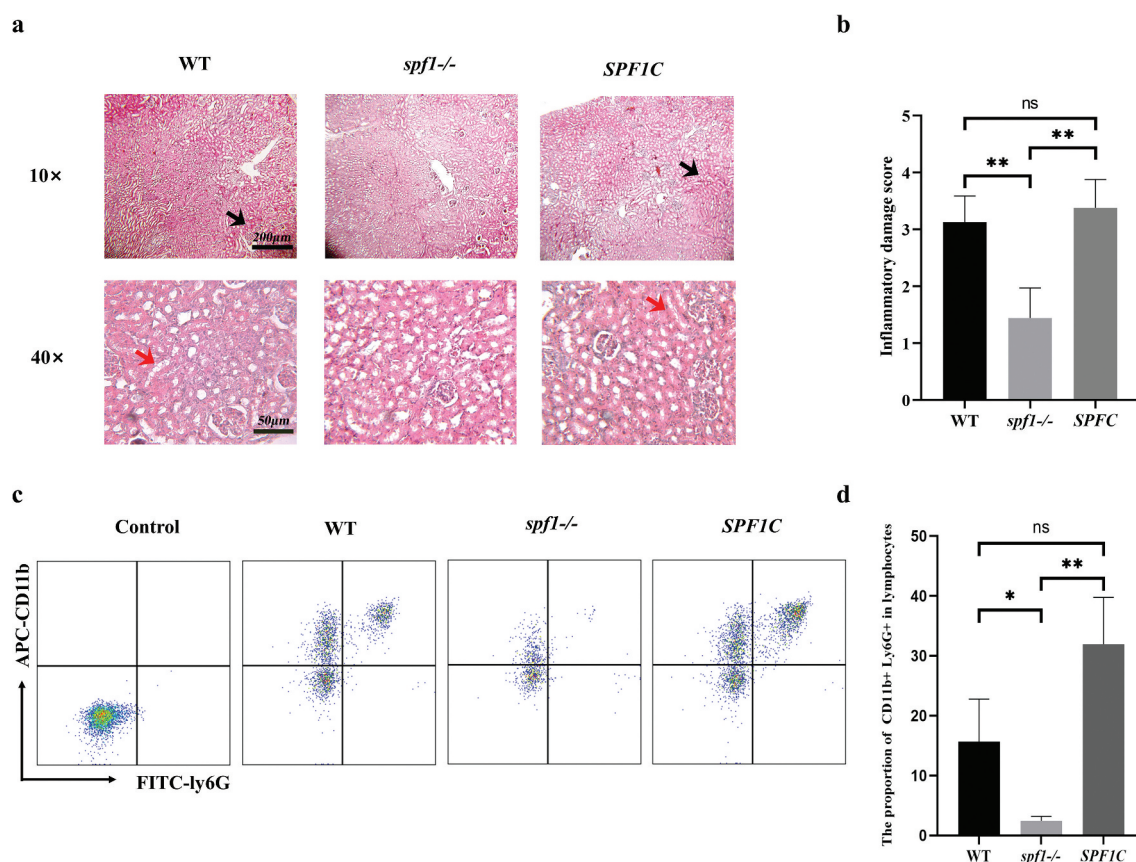 a
WT
spf1-/-
SPF1C
10×
200μm
40×
50μm
b
Inflammatory damage score
5
4
3
2
1
0
ns
**
**
WT
spf1-/-
SPFC
c
Control
WT
spf1-/-
SPF1C
APC-CD11b
FITC-ly6G
d
The proportion of CD11b+ Ly6G+ in lymphocytes
50
40
30
20
10
0
ns
**
*
WT
spf1-/-
SPF1C